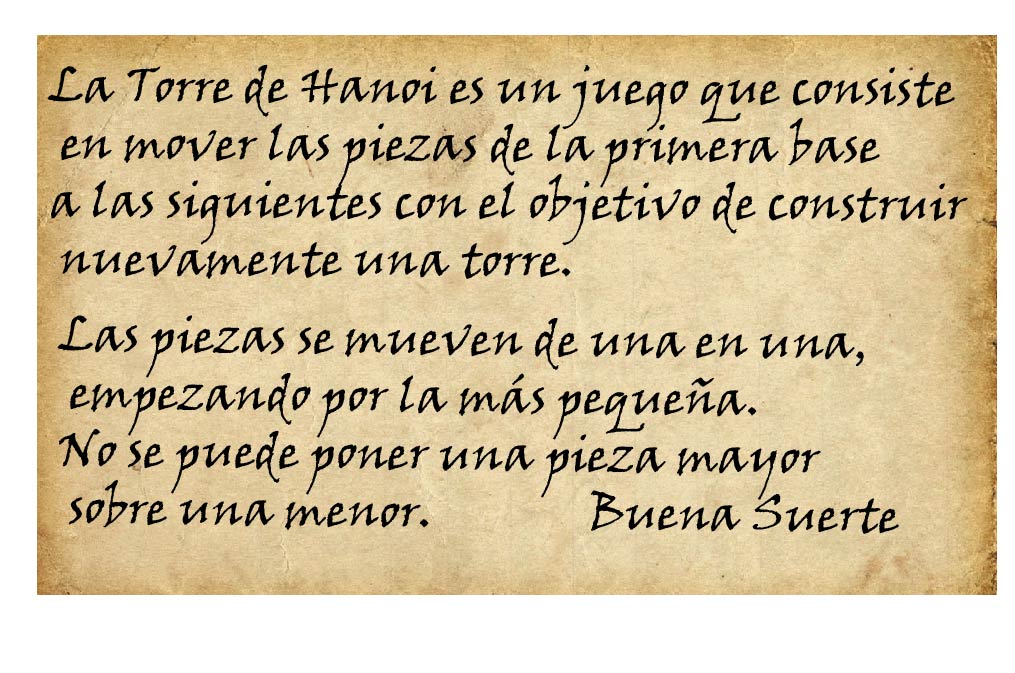 La Torre de Hanoi es un juego que consiste
en mover las piezas de la primera base
a las siguientes con el objetivo de construir
nuevamente una torre.
Las piezas se mueven de una en una,
empezando por la más pequeña.
No se puede poner una pieza mayor
sobre una menor. Buena Suerte